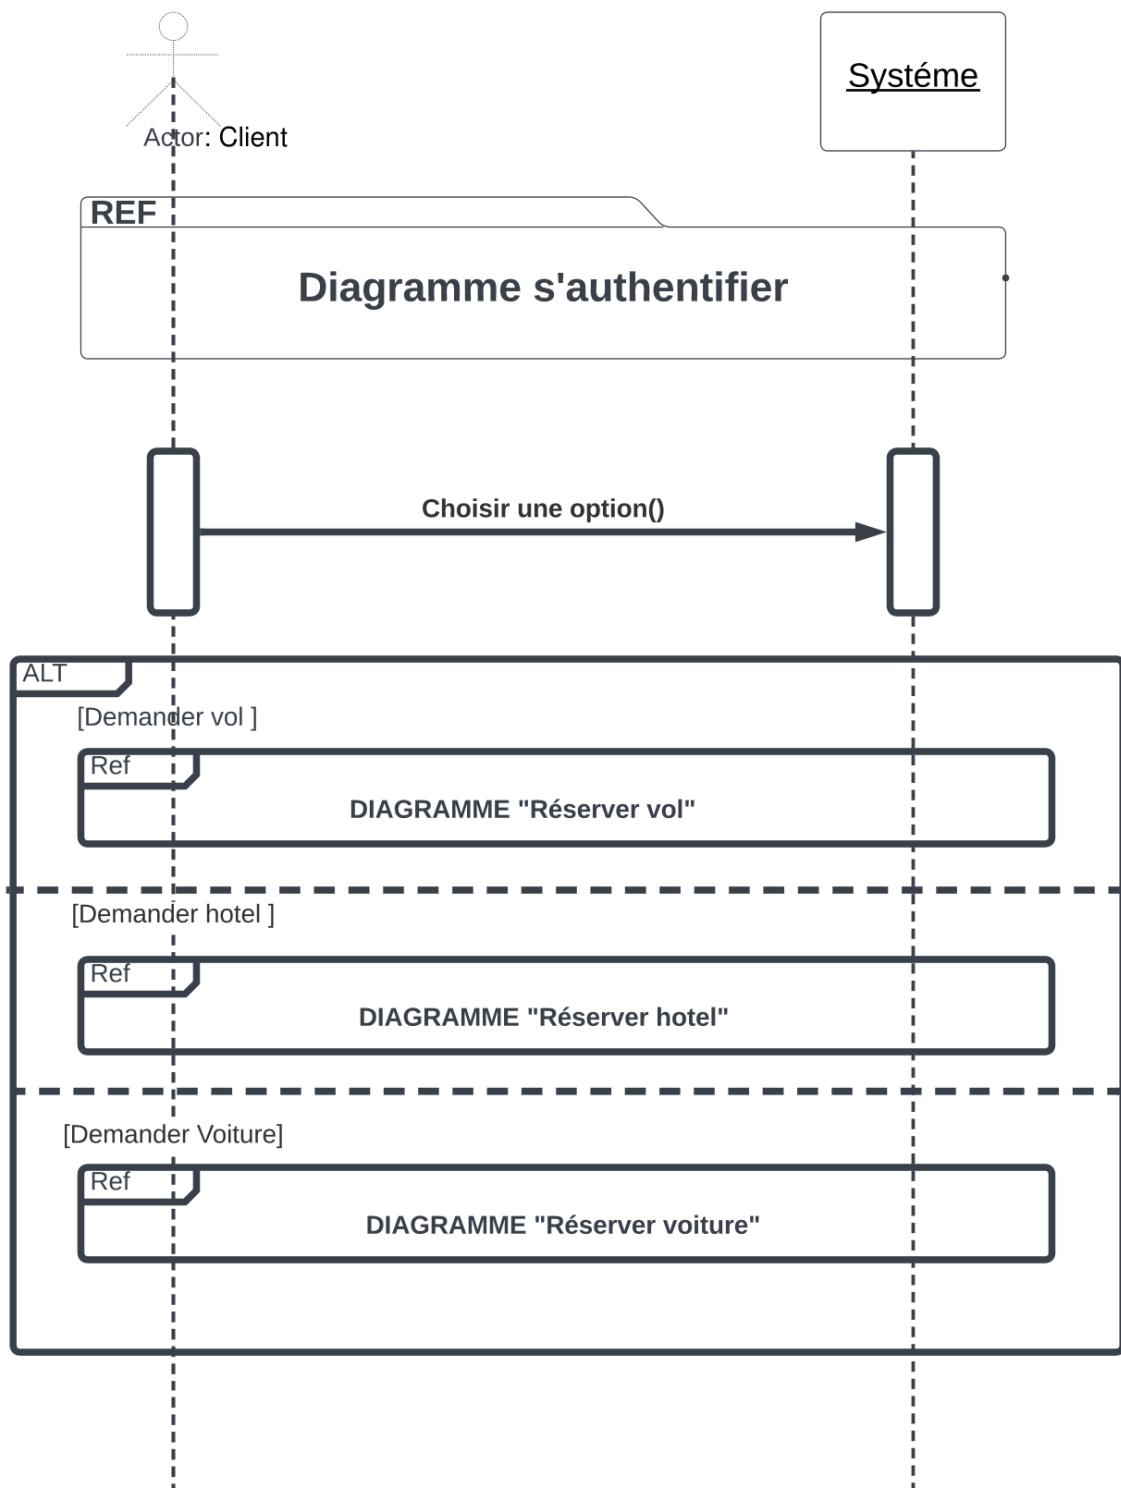 Actor: Client
Systéme
REF
Diagramme s'authentifier
Choisir une option()
ALT
[Demander vol ]
Ref
DIAGRAMME "Réserver vol"
[Demander hotel ]
Ref
DIAGRAMME "Réserver hotel"
[Demander Voiture]
Ref
DIAGRAMME "Réserver voiture"